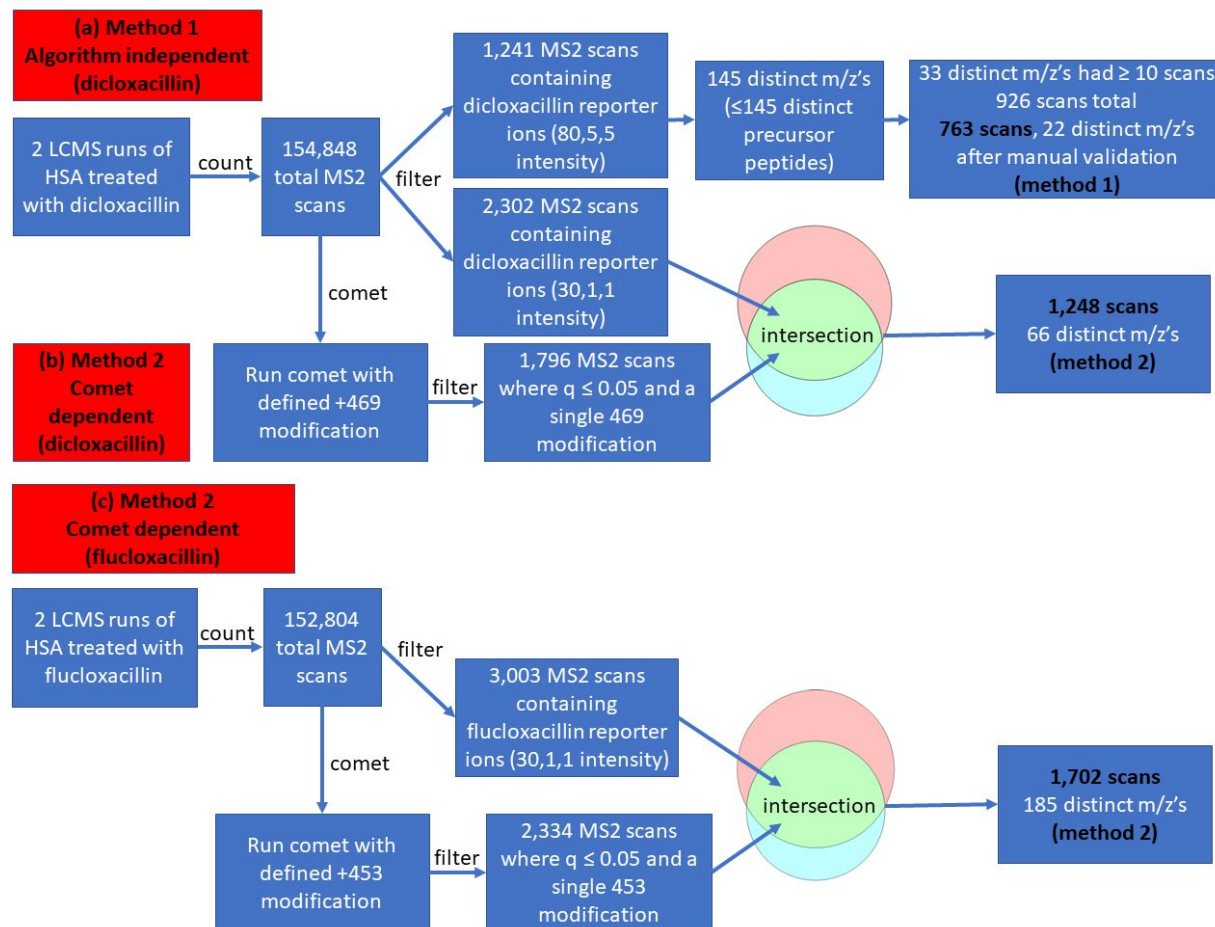 (a) Method 1
Algorithm independent
(dicloxacillin)
2 LCMS runs of
HSA treated
with dicloxacillin
count
154,848
total MS2
scans
filter
1,241 MS2 scans
containing
dicloxacillin reporter
ions (80,5,5
intensity)
145 distinct m/z’s
(≤145 distinct
precursor
peptides)
33 distinct m/z’s had ≥ 10 scans
926 scans total
763 scans, 22 distinct m/z’s
after manual validation
(method 1)
2,302 MS2 scans
containing
dicloxacillin reporter
ions (30,1,1
intensity)
comet
(b) Method 2
Comet
dependent
(dicloxacillin)
Run comet with
defined +469
modification
filter
1,796 MS2 scans
where q ≤ 0.05 and a
single 469
modification
intersection
1,248 scans
66 distinct m/z’s
(method 2)
(c) Method 2
Comet dependent
(flucloxacillin)
2 LCMS runs of
HSA treated with
flucloxacillin
count
152,804
total MS2
scans
filter
3,003 MS2 scans
containing
flucloxacillin reporter
ions (30,1,1 intensity)
comet
Run comet with
defined +453
modification
filter
2,334 MS2 scans
where q ≤ 0.05 and a
single 453
modification
intersection
1,702 scans
185 distinct m/z’s
(method 2)